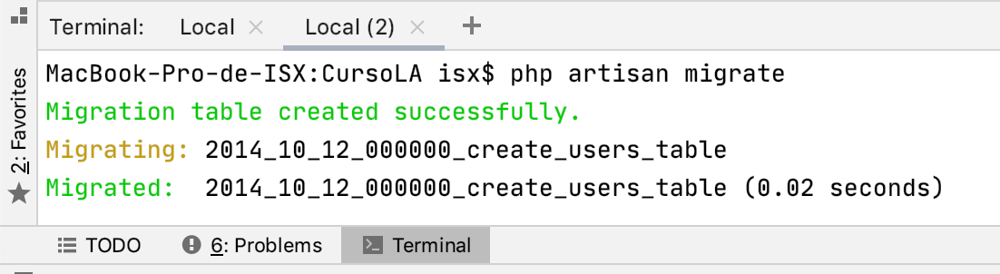 Terminal: Local Local (2)
MacBook-Pro-de-ISX:CursoLA isx$ php artisan migrate
Migration table created successfully.
Migrating: 2014_10_12_000000_create_users_table
Migrated:  2014_10_12_000000_create_users_table (0.02 seconds)
2: Favorites
TODO 6: Problems Terminal